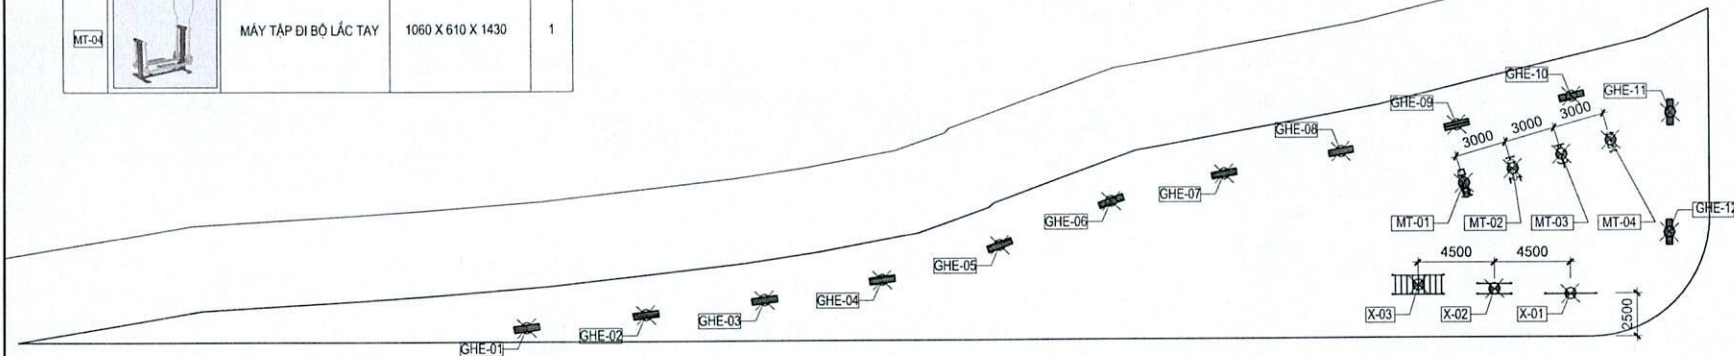 MT-04 MÁY TẬP ĐI BỘ LẮC TAY 1060 X 610 X 1430 1
GHE-10
GHE-11
GHE-09
3000
3000
3000
GHE-08
GHE-07
GHE-06
MT-01 MT-02 MT-03 MT-04
GHE-12
GHE-05
4500 4500
GHE-04
GHE-03
X-03 X-02 X-01
2500
GHE-02
GHE-01